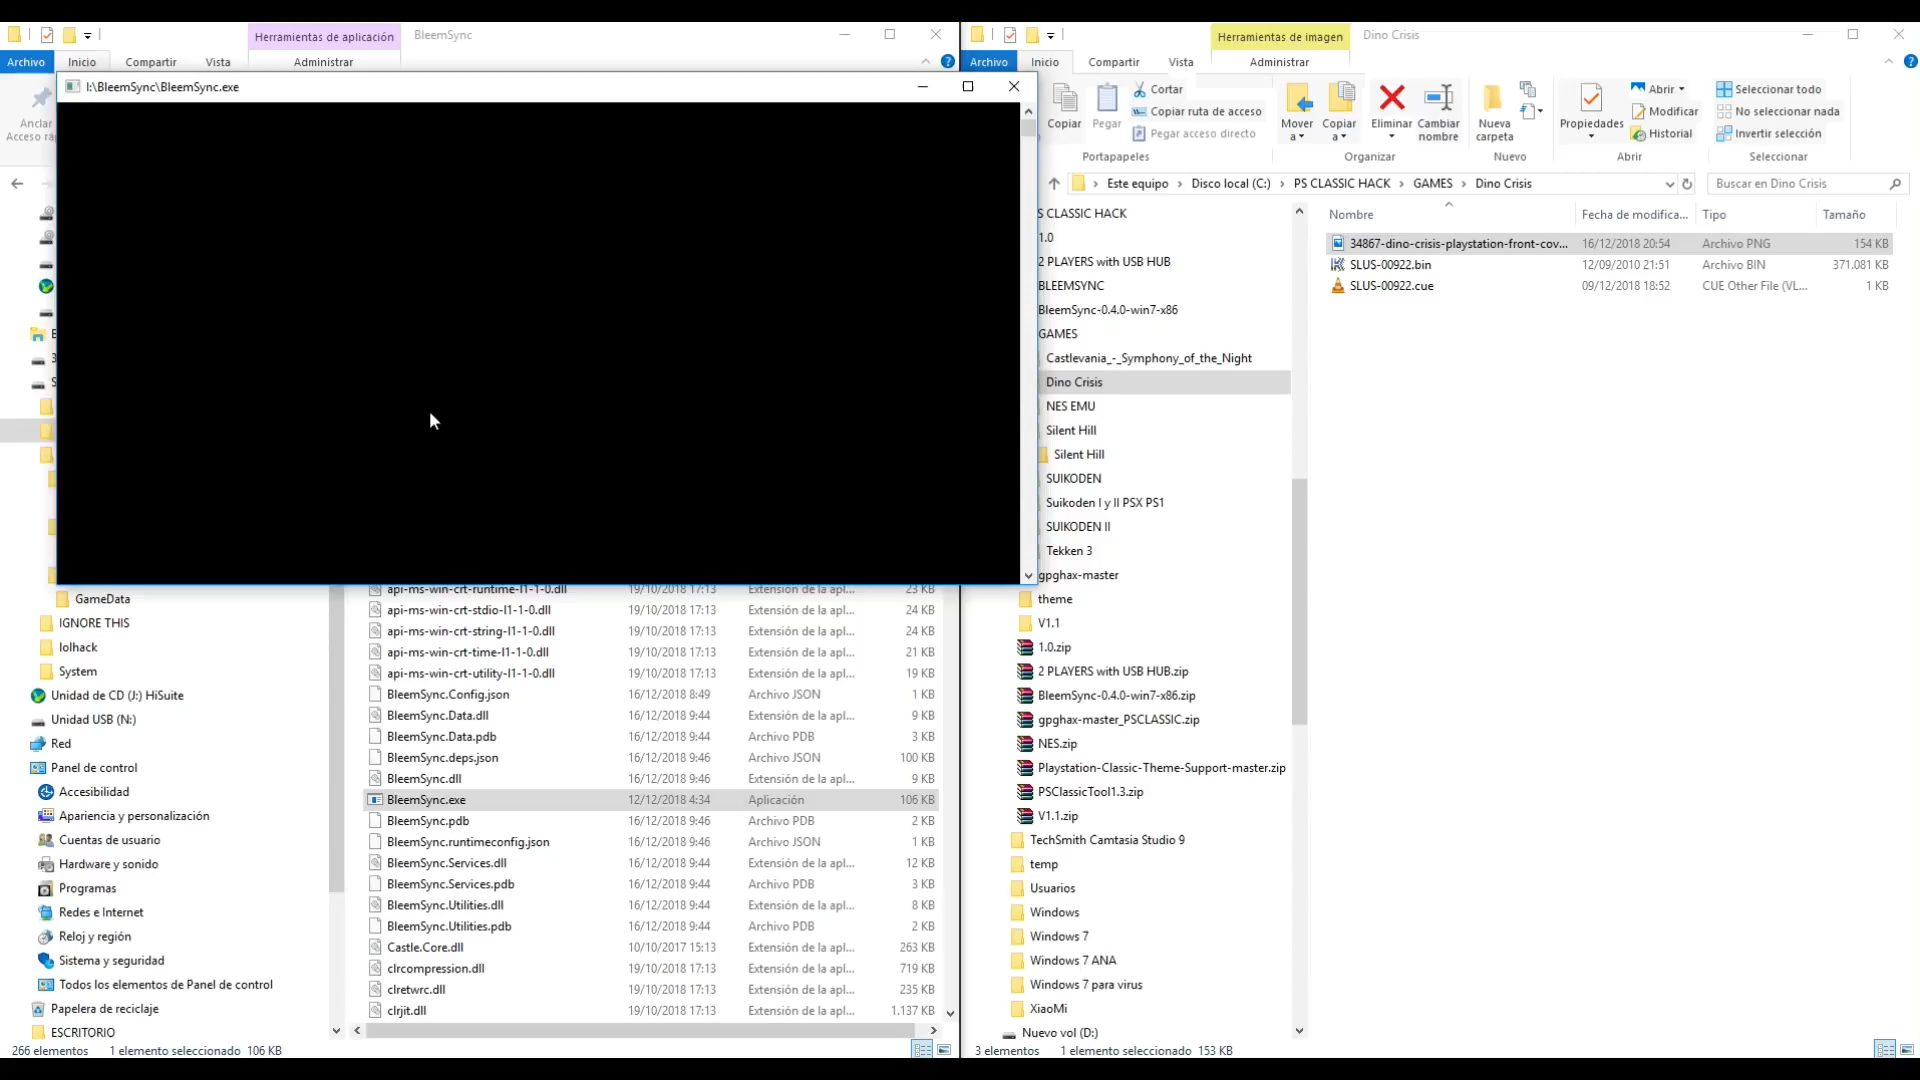 Herramientas de aplicación
BleemSync
Archivo
Inicio
Compartir
Vista
Administrar
I:\BleemSync\BleemSync.exe
Anclar
GameData
IGNORE THIS
lolhack
System
Unidad de CD (J:) HiSuite
Unidad USB (N:)
Red
Panel de control
Accesibilidad
Apariencia y personalización
Cuentas de usuario
Hardware y sonido
Programas
Redes e Internet
Reloj y región
Sistema y seguridad
Todos los elementos de Panel de control
Papelera de reciclaje
ESCRITORIO
api-ms-win-crt-runtime-l1-1-0.dll 19/10/2018 17:13 Extensión de la apl... 23 KB
api-ms-win-crt-stdio-l1-1-0.dll 19/10/2018 17:13 Extensión de la apl... 24 KB
api-ms-win-crt-string-l1-1-0.dll 19/10/2018 17:13 Extensión de la apl... 24 KB
api-ms-win-crt-time-l1-1-0.dll 19/10/2018 17:13 Extensión de la apl... 21 KB
api-ms-win-crt-utility-l1-1-0.dll 19/10/2018 17:13 Extensión de la apl... 19 KB
BleemSync.Config.json 16/12/2018 8:49 Archivo JSON 1 KB
BleemSync.Data.dll 16/12/2018 9:44 Extensión de la apl... 9 KB
BleemSync.Data.pdb 16/12/2018 9:44 Archivo PDB 3 KB
BleemSync.deps.json 16/12/2018 9:46 Archivo JSON 100 KB
BleemSync.dll 16/12/2018 9:46 Extensión de la apl... 9 KB
BleemSync.exe 12/12/2018 4:34 Aplicación 106 KB
BleemSync.pdb 16/12/2018 9:46 Archivo PDB 2 KB
BleemSync.runtimeconfig.json 16/12/2018 9:46 Archivo JSON 1 KB
BleemSync.Services.dll 16/12/2018 9:44 Extensión de la apl... 12 KB
BleemSync.Services.pdb 16/12/2018 9:44 Archivo PDB 3 KB
BleemSync.Utilities.dll 16/12/2018 9:44 Extensión de la apl... 8 KB
BleemSync.Utilities.pdb 16/12/2018 9:44 Archivo PDB 2 KB
Castle.Core.dll 10/10/2017 15:13 Extensión de la apl... 263 KB
clrcompression.dll 19/10/2018 17:13 Extensión de la apl... 719 KB
clretwrc.dll 19/10/2018 17:13 Extensión de la apl... 235 KB
clrjit.dll 19/10/2018 17:13 Extensión de la apl... 1.137 KB
266 elementos 1 elemento seleccionado 106 KB
Herramientas de imagen
Dino Crisis
Archivo
Inicio
Compartir
Vista
Administrar
Copiar
Pegar
Cortar
Copiar ruta de acceso
Pegar acceso directo
Portapapeles
Mover a
Copiar a
Eliminar
Cambiar nombre
Organizar
Nueva carpeta
Nuevo
Propiedades
Abrir
Modificar
Historial
Abrir
Seleccionar todo
No seleccionar nada
Invertir selección
Seleccionar
Este equipo > Disco local (C:) > PS CLASSIC HACK > GAMES > Dino Crisis
Buscar en Dino Crisis
S CLASSIC HACK
1.0
2 PLAYERS with USB HUB
BLEEMSYNC
BleemSync-0.4.0-win7-x86
GAMES
Castlevania_-_Symphony_of_the_Night
Dino Crisis
NES EMU
Silent Hill
Silent Hill
SUIKODEN
Suikoden I y II PSX PS1
SUIKODEN II
Tekken 3
gpghax-master
theme
V1.1
1.0.zip
2 PLAYERS with USB HUB.zip
BleemSync-0.4.0-win7-x86.zip
gpghax-master_PSCLASSIC.zip
NES.zip
Playstation-Classic-Theme-Support-master.zip
PSClassicTool1.3.zip
V1.1.zip
TechSmith Camtasia Studio 9
temp
Usuarios
Windows
Windows 7
Windows 7 ANA
Windows 7 para virus
XiaoMi
Nuevo vol (D:)
Nombre Fecha de modifica... Tipo Tamaño
34867-dino-crisis-playstation-front-cov... 16/12/2018 20:54 Archivo PNG 154 KB
SLUS-00922.bin 12/09/2010 21:51 Archivo BIN 371.081 KB
SLUS-00922.cue 09/12/2018 18:52 CUE Other File (VL... 1 KB
3 elementos 1 elemento seleccionado 153 KB